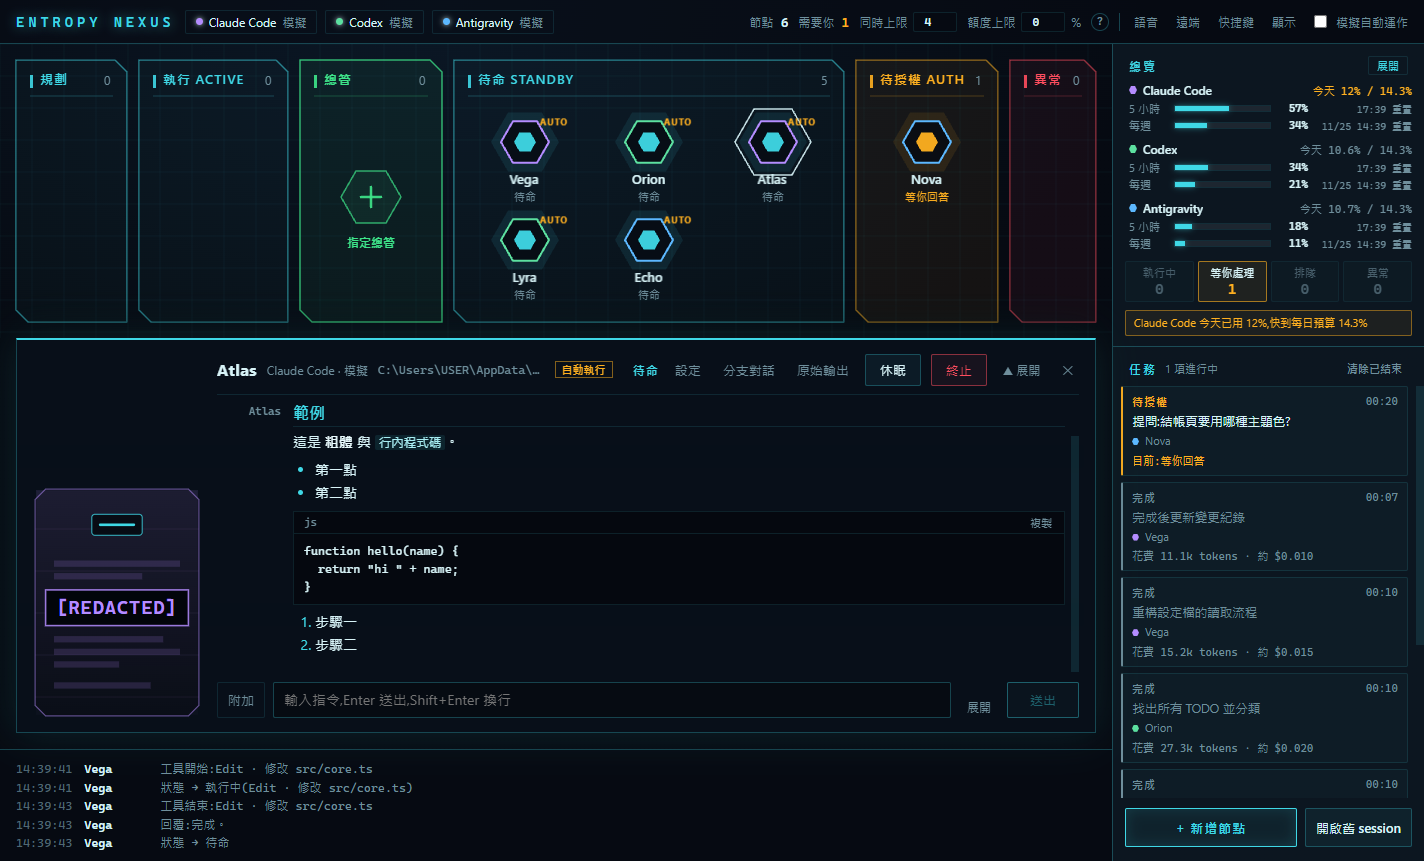 ENTROPY NEXUS Claude Code 模擬 Codex 模擬 Antigravity 模擬 節點 6 需要你 1 同時上限 4 額度上限 0 % ? 語音 遠端 快捷鍵 顯示 模擬自動運作
規劃 0 執行 ACTIVE 0 總管 0 待命 STANDBY 5 待授權 AUTH 1 異常 0
AUTO AUTO AUTO
Vega Orion Atlas Nova
待命 待命 待命 等你回答
AUTO AUTO
指定總管
Lyra Echo
待命 待命
總覽 展開
Claude Code 今天 12% / 14.3%
5 小時 57% 17:39 重置
每週 34% 11/25 14:39 重置
Codex 今天 10.6% / 14.3%
5 小時 34% 17:39 重置
每週 21% 11/25 14:39 重置
Antigravity 今天 10.7% / 14.3%
5 小時 18% 17:39 重置
每週 11% 11/25 14:39 重置
執行中 等你處理 排隊 異常
0 1 0 0
Claude Code 今天已用 12%,快到每日預算 14.3%
Atlas Claude Code · 模擬 C:\Users\USER\AppData\… 自動執行 待命 設定 分支對話 原始輸出 休眠 終止 ▲展開 ×
Atlas 範例
這是 粗體 與 行內程式碼 。
• 第一點
• 第二點
js 複製
function hello(name) {
return "hi " + name;
}
1. 步驟一
2. 步驟二
[REDACTED]
附加 輸入指令,Enter 送出,Shift+Enter 換行 展開 送出
任務 1 項進行中 清除已結束
待授權 00:20
提問:結帳頁要用哪種主題色?
Nova
目前:等你回答
完成 00:07
完成後更新變更紀錄
Vega
花費 11.1k tokens · 約 $0.010
完成 00:10
重構設定檔的讀取流程
Vega
花費 15.2k tokens · 約 $0.015
完成 00:10
找出所有 TODO 並分類
Orion
花費 27.3k tokens · 約 $0.020
完成 00:10
+ 新增節點 開啟舊 session
14:39:41 Vega 工具開始:Edit · 修改 src/core.ts
14:39:41 Vega 狀態 → 執行中(Edit · 修改 src/core.ts)
14:39:43 Vega 工具結束:Edit · 修改 src/core.ts
14:39:43 Vega 回覆:完成。
14:39:43 Vega 狀態 → 待命